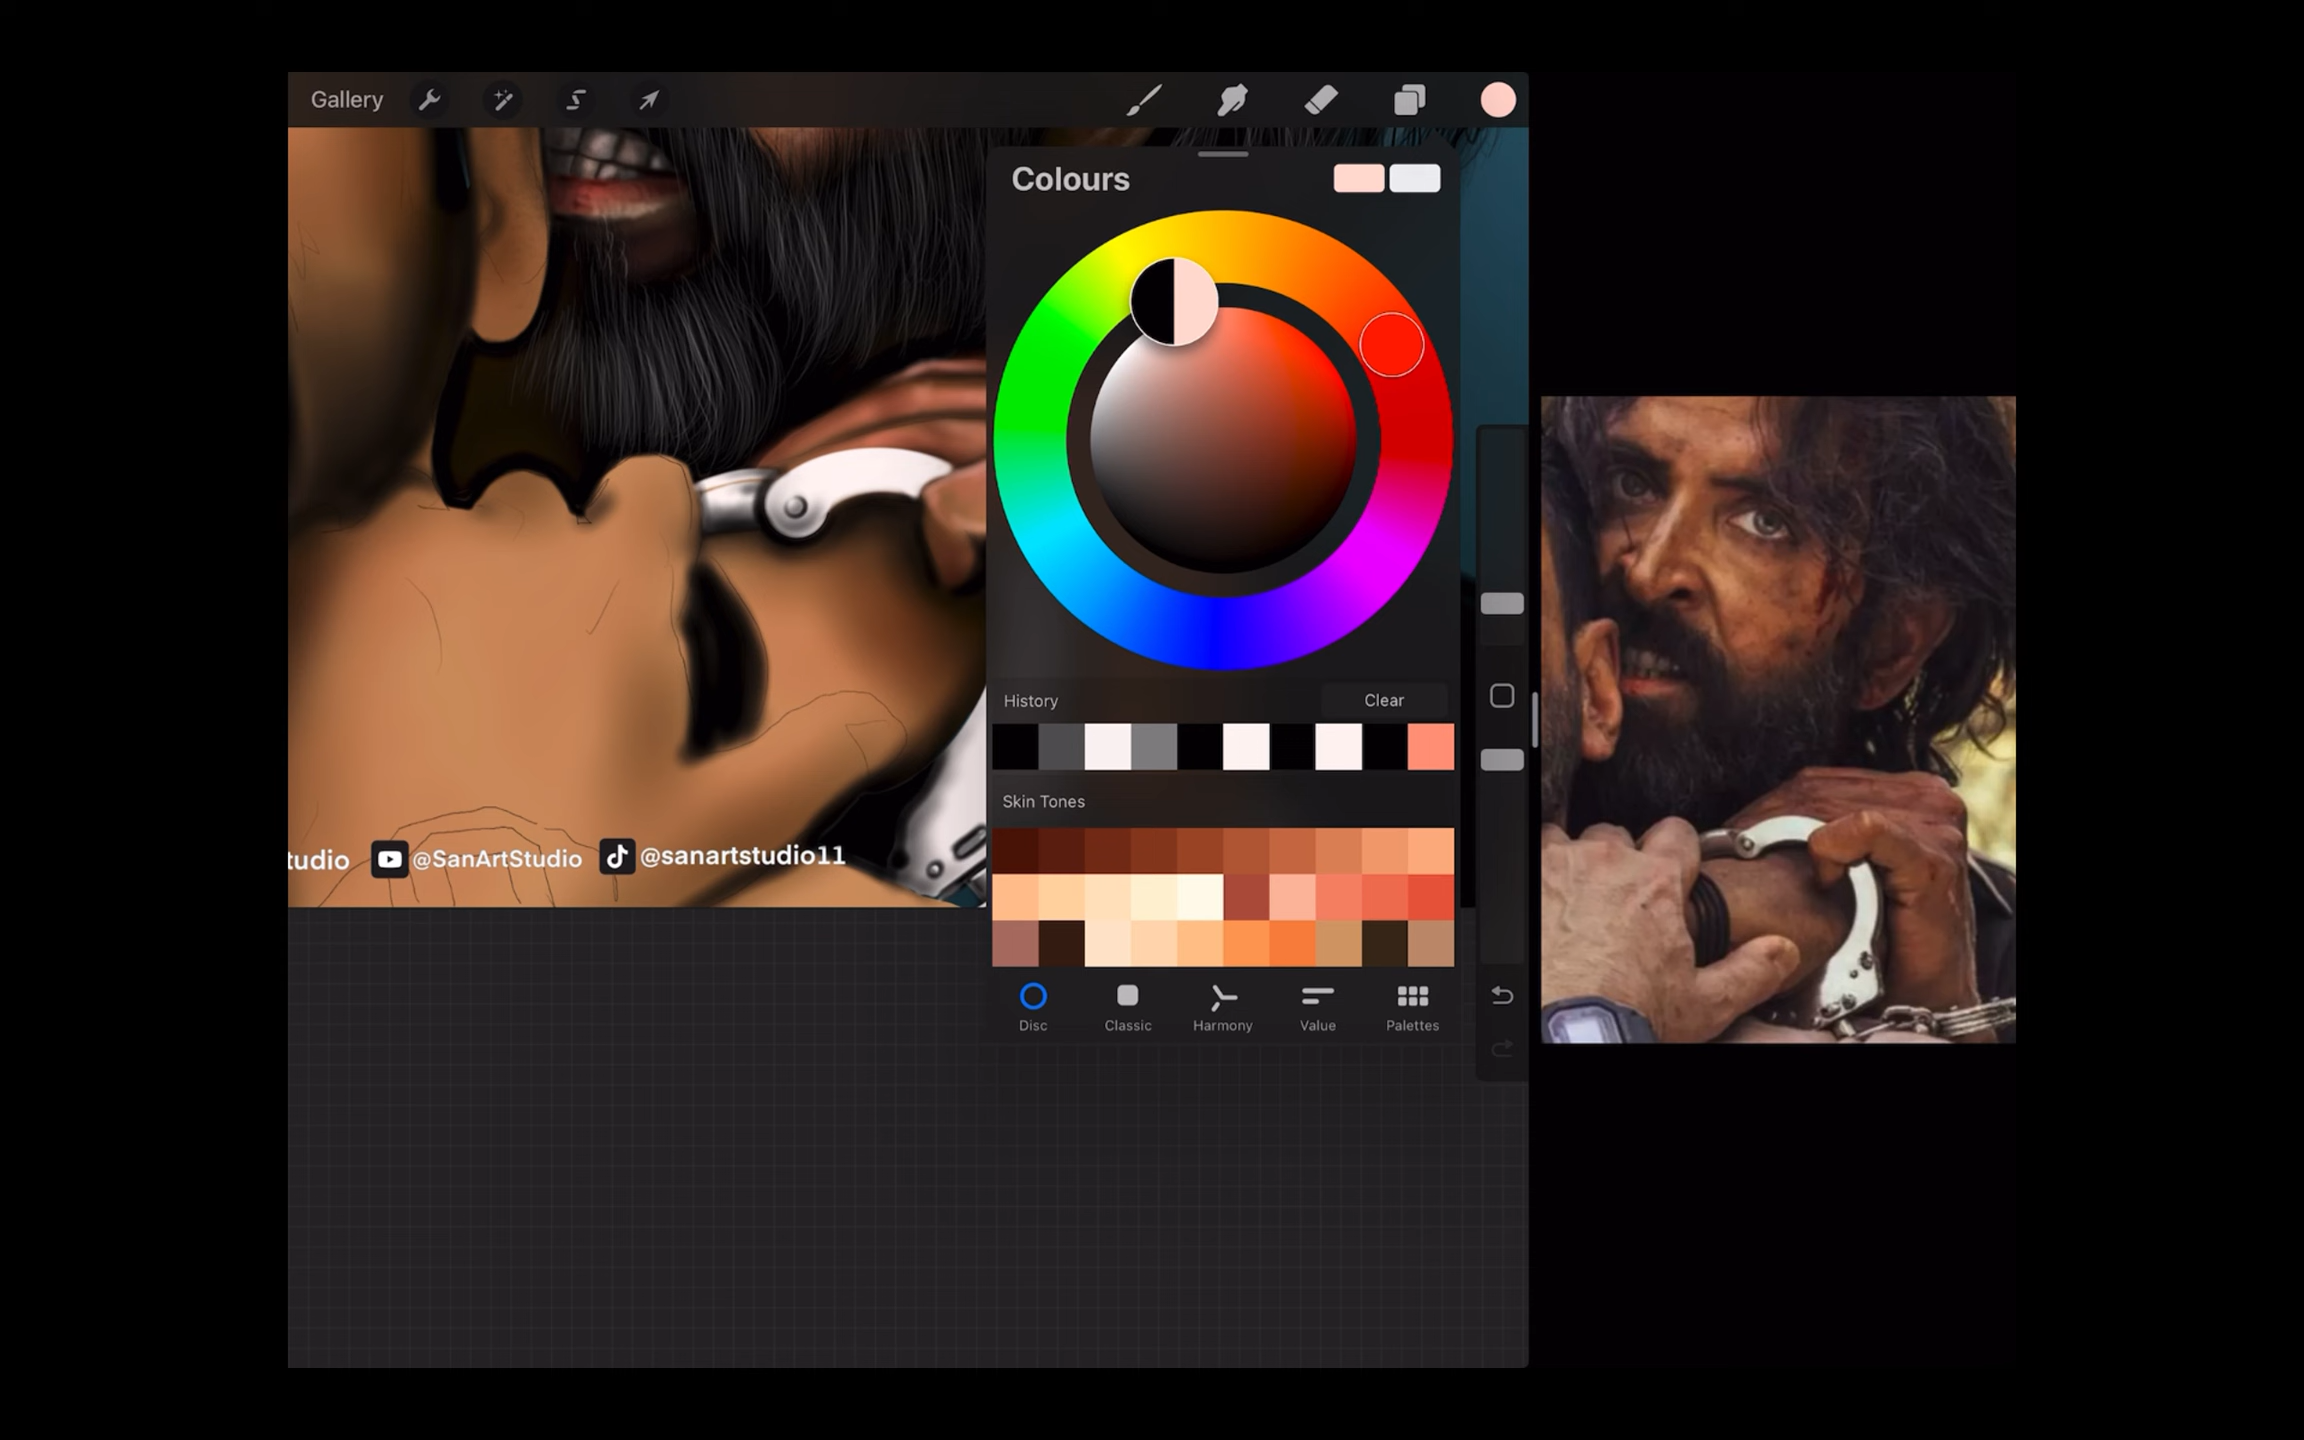 Gallery
Colours
History
Clear
Skin Tones
tudio @SanArtStudio @sanartstudio11
Disc Classic Harmony Value Palettes